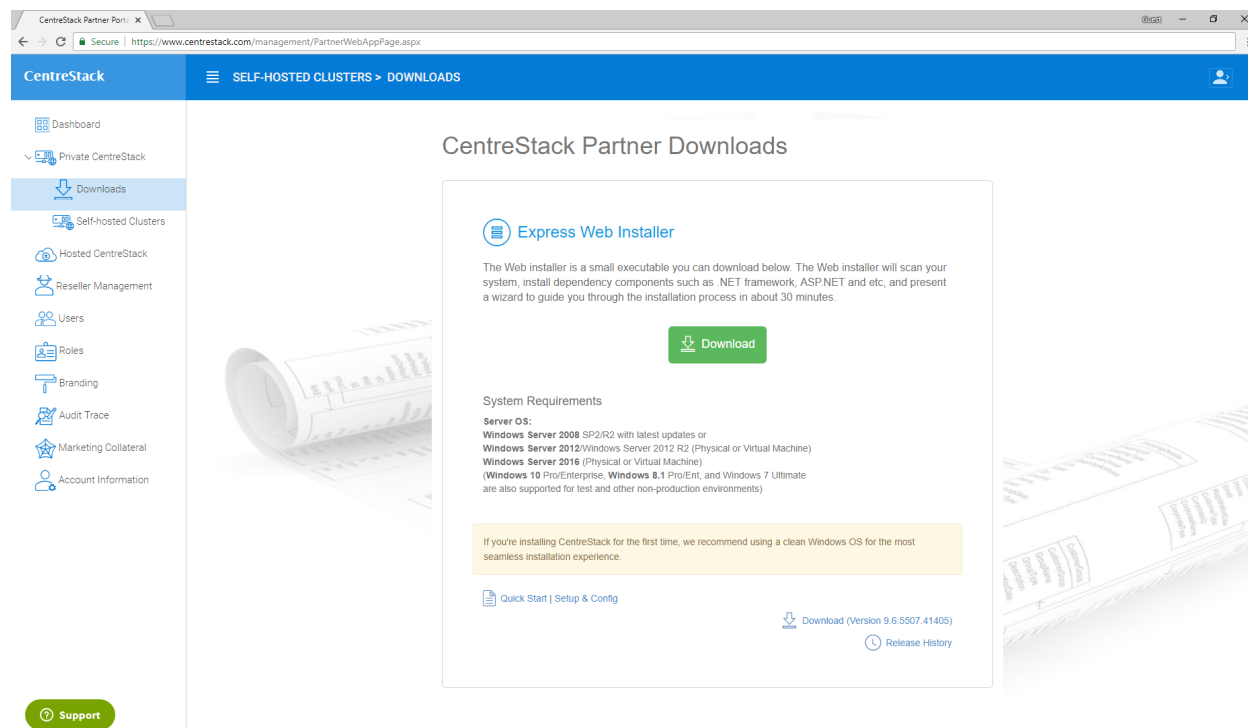 CentreStack Partner Porta
Guest
Secure | https://www.centrestack.com/management/PartnerWebAppPage.aspx
CentreStack
SELF-HOSTED CLUSTERS > DOWNLOADS
Dashboard
Private CentreStack
Downloads
Self-hosted Clusters
Hosted CentreStack
Reseller Management
Users
Roles
Branding
Audit Trace
Marketing Collateral
Account Information
Support
CentreStack Partner Downloads
Express Web Installer
The Web installer is a small executable you can download below. The Web installer will scan your
system, install dependency components such as .NET framework, ASP.NET and etc, and present
a wizard to guide you through the installation process in about 30 minutes.
Download
System Requirements
Server OS:
Windows Server 2008 SP2/R2 with latest updates or
Windows Server 2012/Windows Server 2012 R2 (Physical or Virtual Machine)
Windows Server 2016 (Physical or Virtual Machine)
(Windows 10 Pro/Enterprise, Windows 8.1 Pro/Ent, and Windows 7 Ultimate
are also supported for test and other non-production environments)
If you're installing CentreStack for the first time, we recommend using a clean Windows OS for the most
seamless installation experience.
Quick Start | Setup & Config
Download (Version 9.6.5507.41405)
Release History